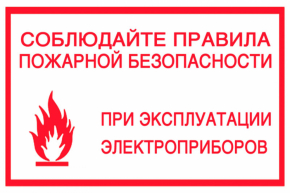 СОБЛЮДАЙТЕ ПРАВИЛА
ПОЖАРНОЙ БЕЗОПАСНОСТИ
ПРИ ЭКСПЛУАТАЦИИ
ЭЛЕКТРОПРИБОРОВ